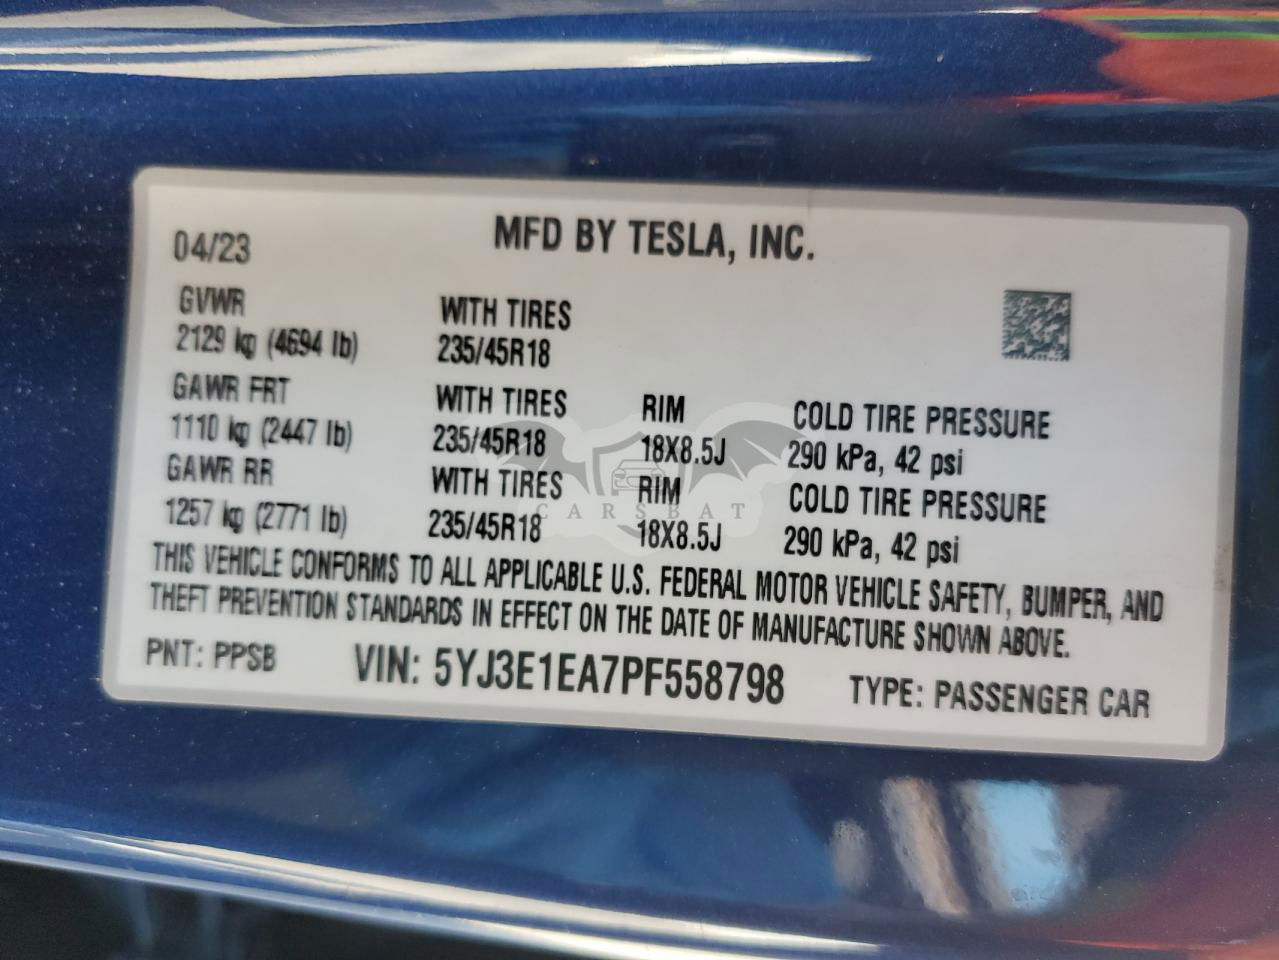 04/23 MFD BY TESLA, INC.
GVWR WITH TIRES
2129 kg (4694 lb) 235/45R18
GAWR FRT WITH TIRES RIM COLD TIRE PRESSURE
1110 kg (2447 lb) 235/45R18 18X8.5J 290 kPa, 42 psi
GAWR RR WITH TIRES RIM COLD TIRE PRESSURE
1257 kg (2771 lb) 235/45R18 18X8.5J 290 kPa, 42 psi
CARSBAT
THIS VEHICLE CONFORMS TO ALL APPLICABLE U.S. FEDERAL MOTOR VEHICLE SAFETY, BUMPER, AND
THEFT PREVENTION STANDARDS IN EFFECT ON THE DATE OF MANUFACTURE SHOWN ABOVE.
PNT: PPSB VIN: 5YJ3E1EA7PF558798 TYPE: PASSENGER CAR